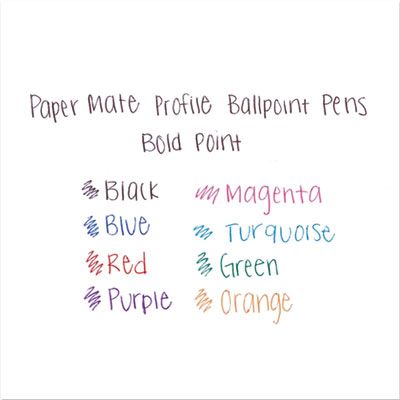 Paper Mate Profile Ballpoint Pens
Bold Point
Black
Magenta
Blue
Turquoise
Red
Green
Purple
Orange